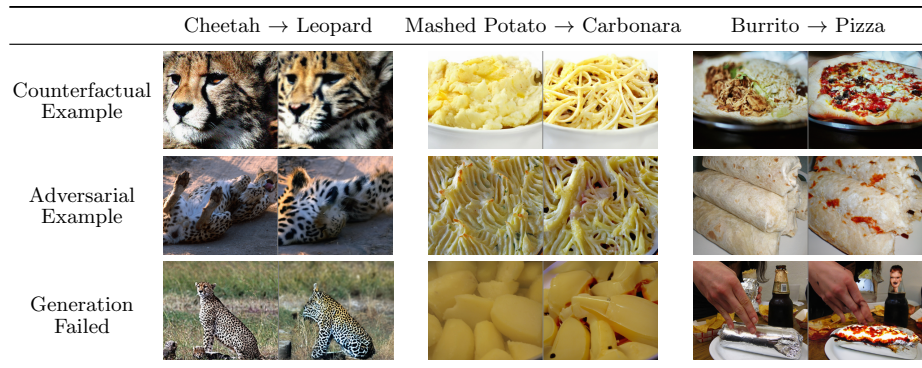 Cheetah → Leopard
Mashed Potato → Carbonara
Burrito → Pizza
Counterfactual
Example
Adversarial
Example
Generation
Failed